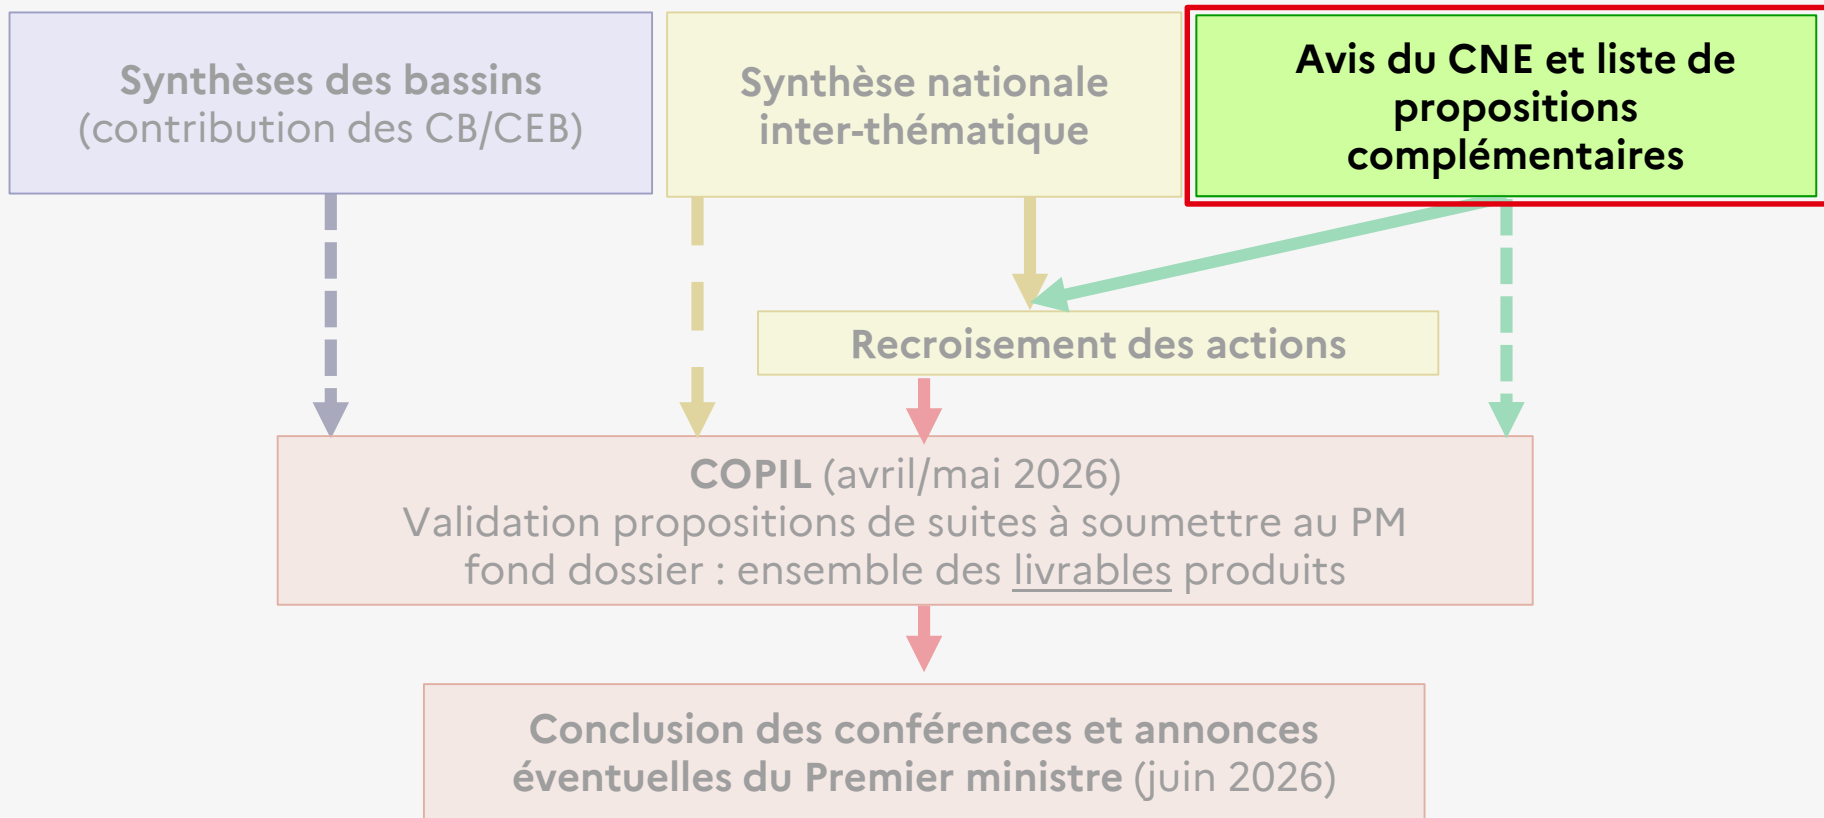 Synthèses des bassins
(contribution des CB/CEB)
Synthèse nationale
inter-thématique
Avis du CNE et liste de
propositions
complémentaires
Recroisement des actions
COPIL (avril/mai 2026)
Validation propositions de suites à soumettre au PM
fond dossier : ensemble des livrables produits
Conclusion des conférences et annonces
éventuelles du Premier ministre (juin 2026)